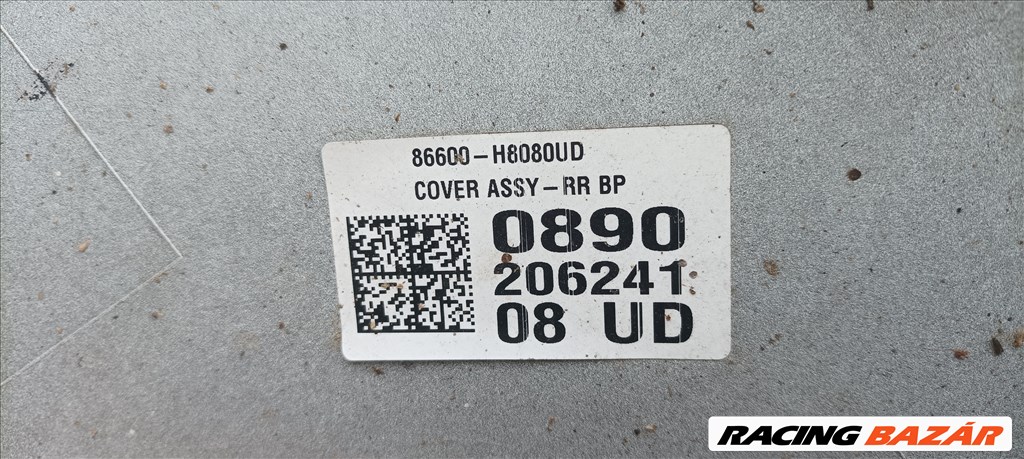 86600-H8080UD
COVER ASSY-RR BP
0890
206241
08 UD
RACING BAZÁR